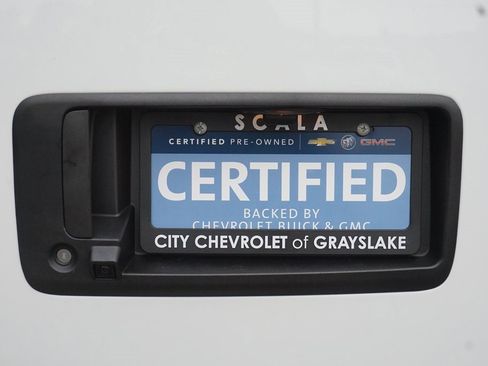 SCALA
CERTIFIED PRE-OWNED GMC
CERTIFIED
BACKED BY
CHEVROLET BUICK & GMC
CITY CHEVROLET of GRAYSLAKE